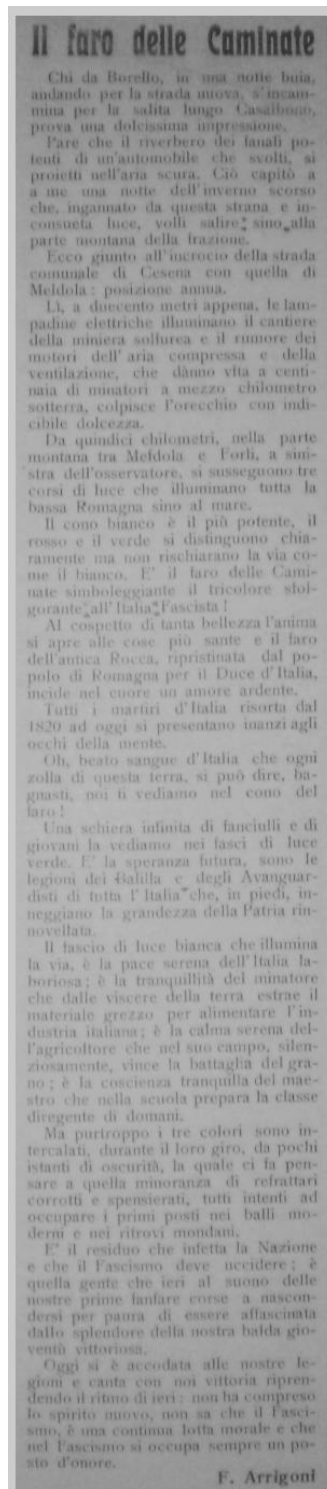 Il faro delle Caminate
Chi da Borello, in una notte buia,
andando per la strada nuova, s'incam-
mina per la salita lungo Casalbono,
prova una dolcissima impressione.
Pare che il riverbero dei fanali po-
tenti di un'automobile che svolti, si
proietti nell'aria scura. Ciò capitò a
a me una notte dell'inverno scorso
che, ingannato da questa strana e in-
consueta luce, volli salire sino alla
parte montana della frazione.
Ecco giunto all'incrocio della strada
comunale di Cesena con quella di
Meldola: posizione annua.
Lì, a duecento metri appena, le lam-
padine elettriche illuminano il cantiere
della miniera solfurea e il rumore dei
motori dell'aria compressa e della
ventilazione, che dànno vita a centi-
naia di minatori a mezzo chilometro
sotterra, colpisce l'orecchio con indi-
cibile dolcezza.
Da quindici chilometri, nella parte
montana tra Meldola e Forlì, a sini-
stra dell'osservatore, si susseguono tre
corsi di luce che illuminano tutta la
bassa Romagna sino al mare.
Il cono bianco è il più potente, il
rosso e il verde si distinguono chia-
ramente ma non rischiarano la via co-
me il bianco. E' il faro delle Cami-
nate simboleggiante il tricolore sfol-
gorante all'Italia Fascista!
Al cospetto di tanta bellezza l'anima
si apre alle cose più sante e il faro
dell'antica Rocca, ripristinata dal po-
polo di Romagna per il Duce d'Italia,
incide nel cuore un amore ardente.
Tutti i martiri d'Italia risorta dal
1820 ad oggi si presentano inanzi agli
occhi della mente.
Oh, beato sangue d'Italia che ogni
zolla di questa terra, si può dire, ba-
gnasti, noi ti vediamo nel cono del
faro!
Una schiera infinita di fanciulli e di
giovani la vediamo nei fasci di luce
verde. E' la speranza futura, sono le
legioni dei Balilla e degli Avanguar-
disti di tutta l'Italia che, in piedi, in-
neggiano la grandezza della Patria rin-
novellata.
Il fascio di luce bianca che illumina
la via, è la pace serena dell'Italia la-
boriosa; è la tranquillità del minatore
che dalle viscere della terra estrae il
materiale grezzo per alimentare l'in-
dustria italiana; è la calma serena del-
l'agricoltore che nel suo campo, silen-
ziosamente, vince la battaglia del gra-
no; è la coscienza tranquilla del mae-
stro che nella scuola prepara la classe
diregente di domani.
Ma purtroppo i tre colori sono in-
tercalati, durante il loro giro, da pochi
istanti di oscurità, la quale ci fa pen-
sare a quella minoranza di refrattari
corrotti e spensierati, tutti intenti ad
occupare i primi posti nei balli mo-
derni e nei ritrovi mondani.
E' il residuo che infetta la Nazione
e che il Fascismo deve uccidere; è
quella gente che ieri al suono delle
nostre prime fanfare corse a nascon-
dersi per paura di essere affascinata
dallo splendore della nostra balda gio-
ventù vittoriosa.
Oggi si è accodata alle nostre le-
gioni e canta con noi vittoria ripren-
dendo il ritmo di ieri: non ha compreso
lo spirito nuovo, non sa che il Fasci-
smo, è una continua lotta morale e che
nel Fascismo si occupa sempre un po-
sto d'onore.
F. Arrigoni